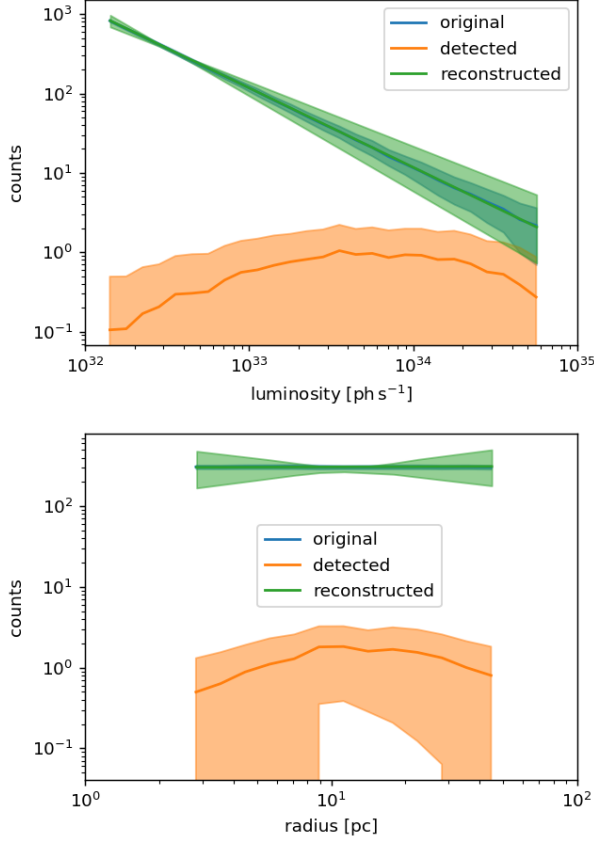 10³
10²
10¹
10⁰
10⁻¹
counts
original
detected
reconstructed
10³²
10³³
10³⁴
10³⁵
luminosity [ph s⁻¹]
10²
10¹
10⁰
10⁻¹
counts
original
detected
reconstructed
10⁰
10¹
10²
radius [pc]